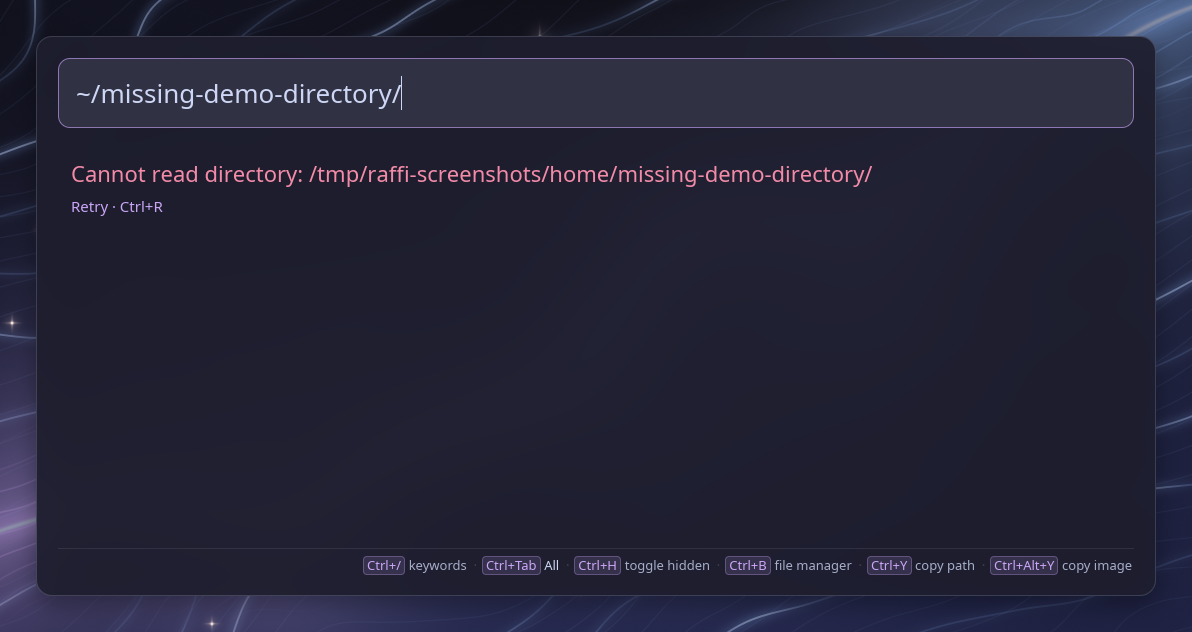 ~/missing-demo-directory/
Cannot read directory: /tmp/raffi-screenshots/home/missing-demo-directory/
Retry · Ctrl+R
Ctrl+/ keywords · Ctrl+Tab All · Ctrl+H toggle hidden · Ctrl+B file manager · Ctrl+Y copy path · Ctrl+Alt+Y copy image